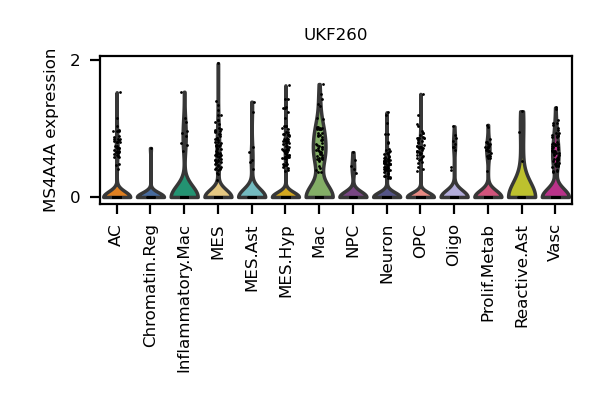 UKF260
MS4A4A expression
2
0
AC
Chromatin.Reg
Inflammatory.Mac
MES
MES.Ast
MES.Hyp
Mac
NPC
Neuron
OPC
Oligo
Prolif.Metab
Reactive.Ast
Vasc